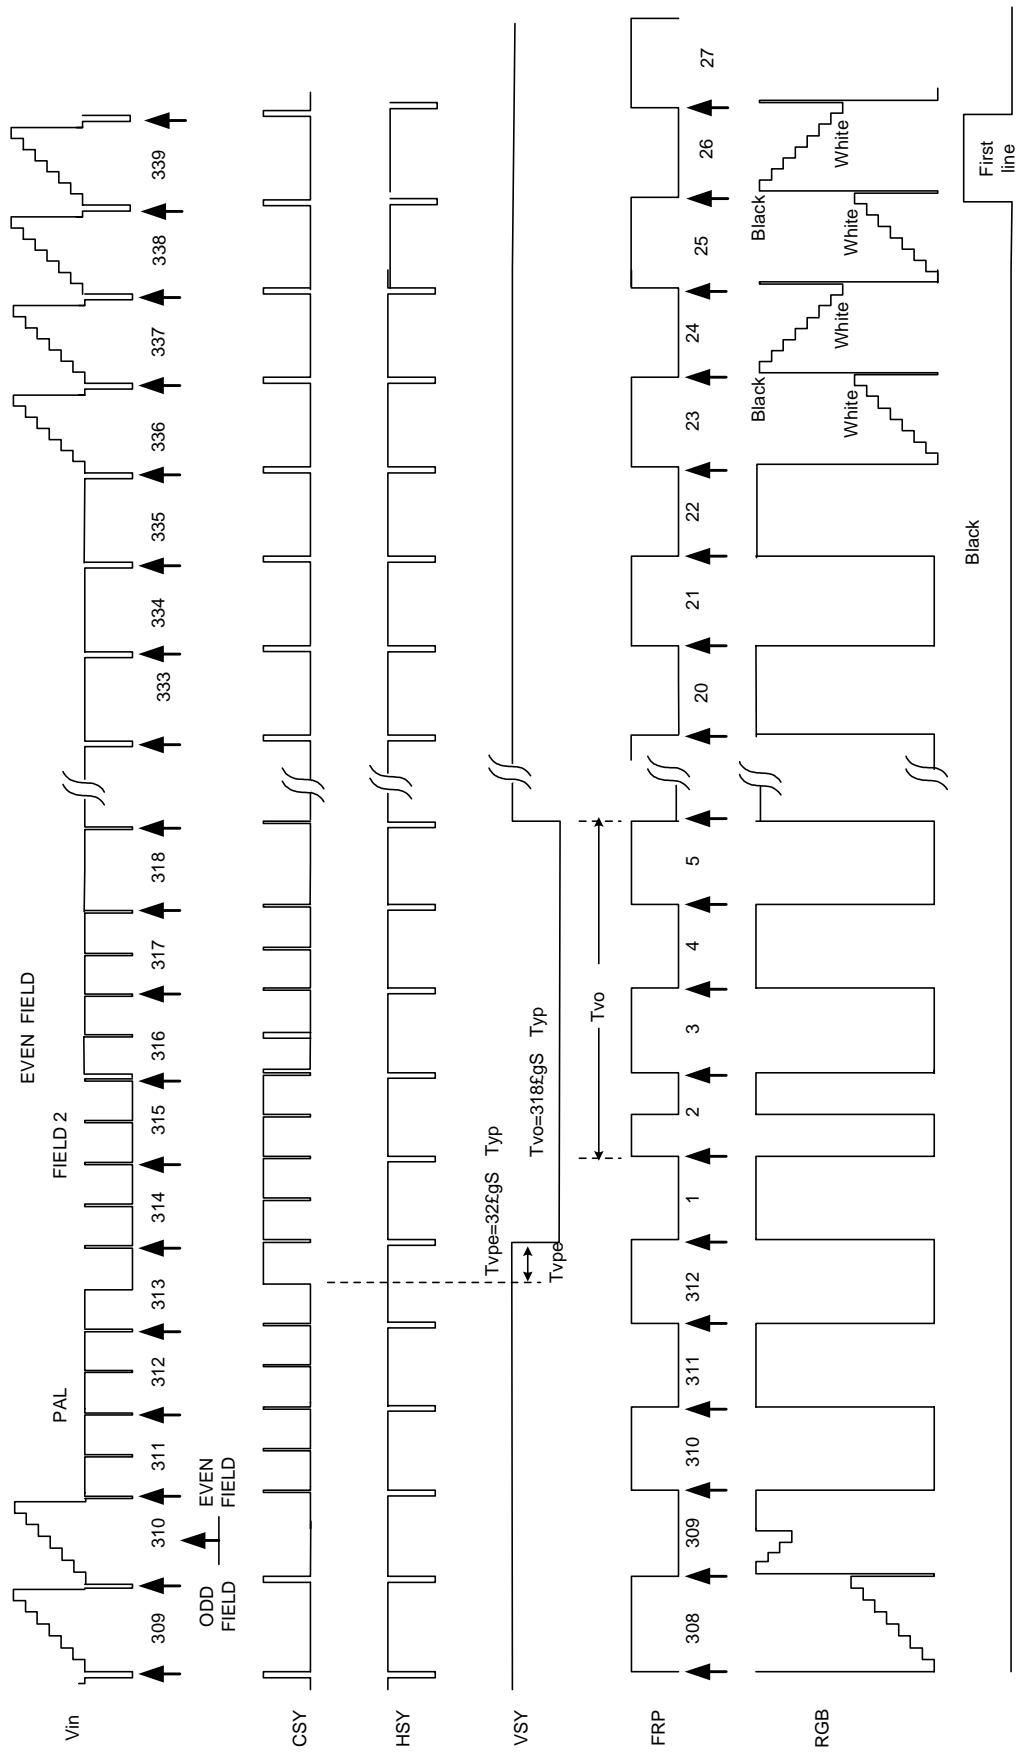 Vin
309
310
311
312
313
314
315
316
317
318
333
334
335
336
337
338
339
PAL
FIELD 2
EVEN FIELD
ODD
FIELD
EVEN
FIELD
CSY
HSY
VSY
Tvpe=32£gS Typ
Tvo=318£gS Typ
Tvpe
Tvo
FRP
308
309
310
311
312
1
2
3
4
5
20
21
22
23
24
25
26
27
RGB
Black
White
White
Black
White
White
Black
First
line